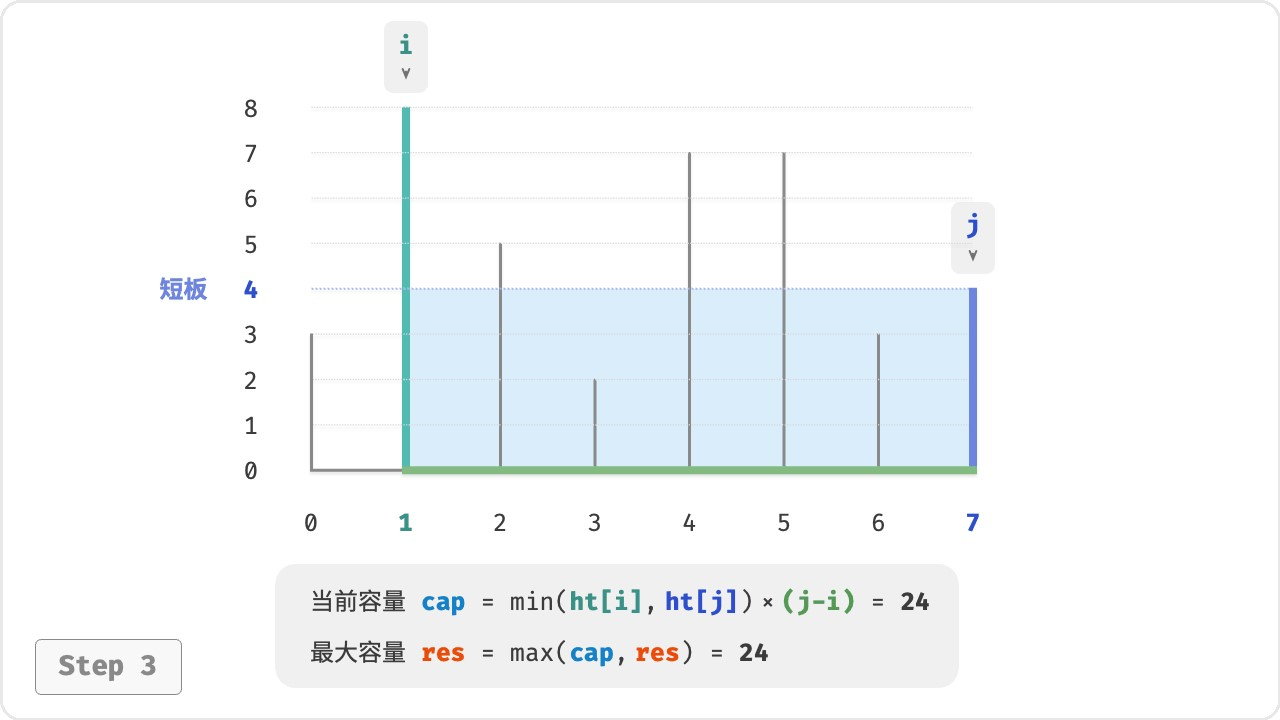 i
8
7
6
j
5
短板 4
3
2
1
0
0 1 2 3 4 5 6 7
当前容量 cap = min(ht[i], ht[j]) × (j-i) = 24
最大容量 res = max(cap, res) = 24
Step 3